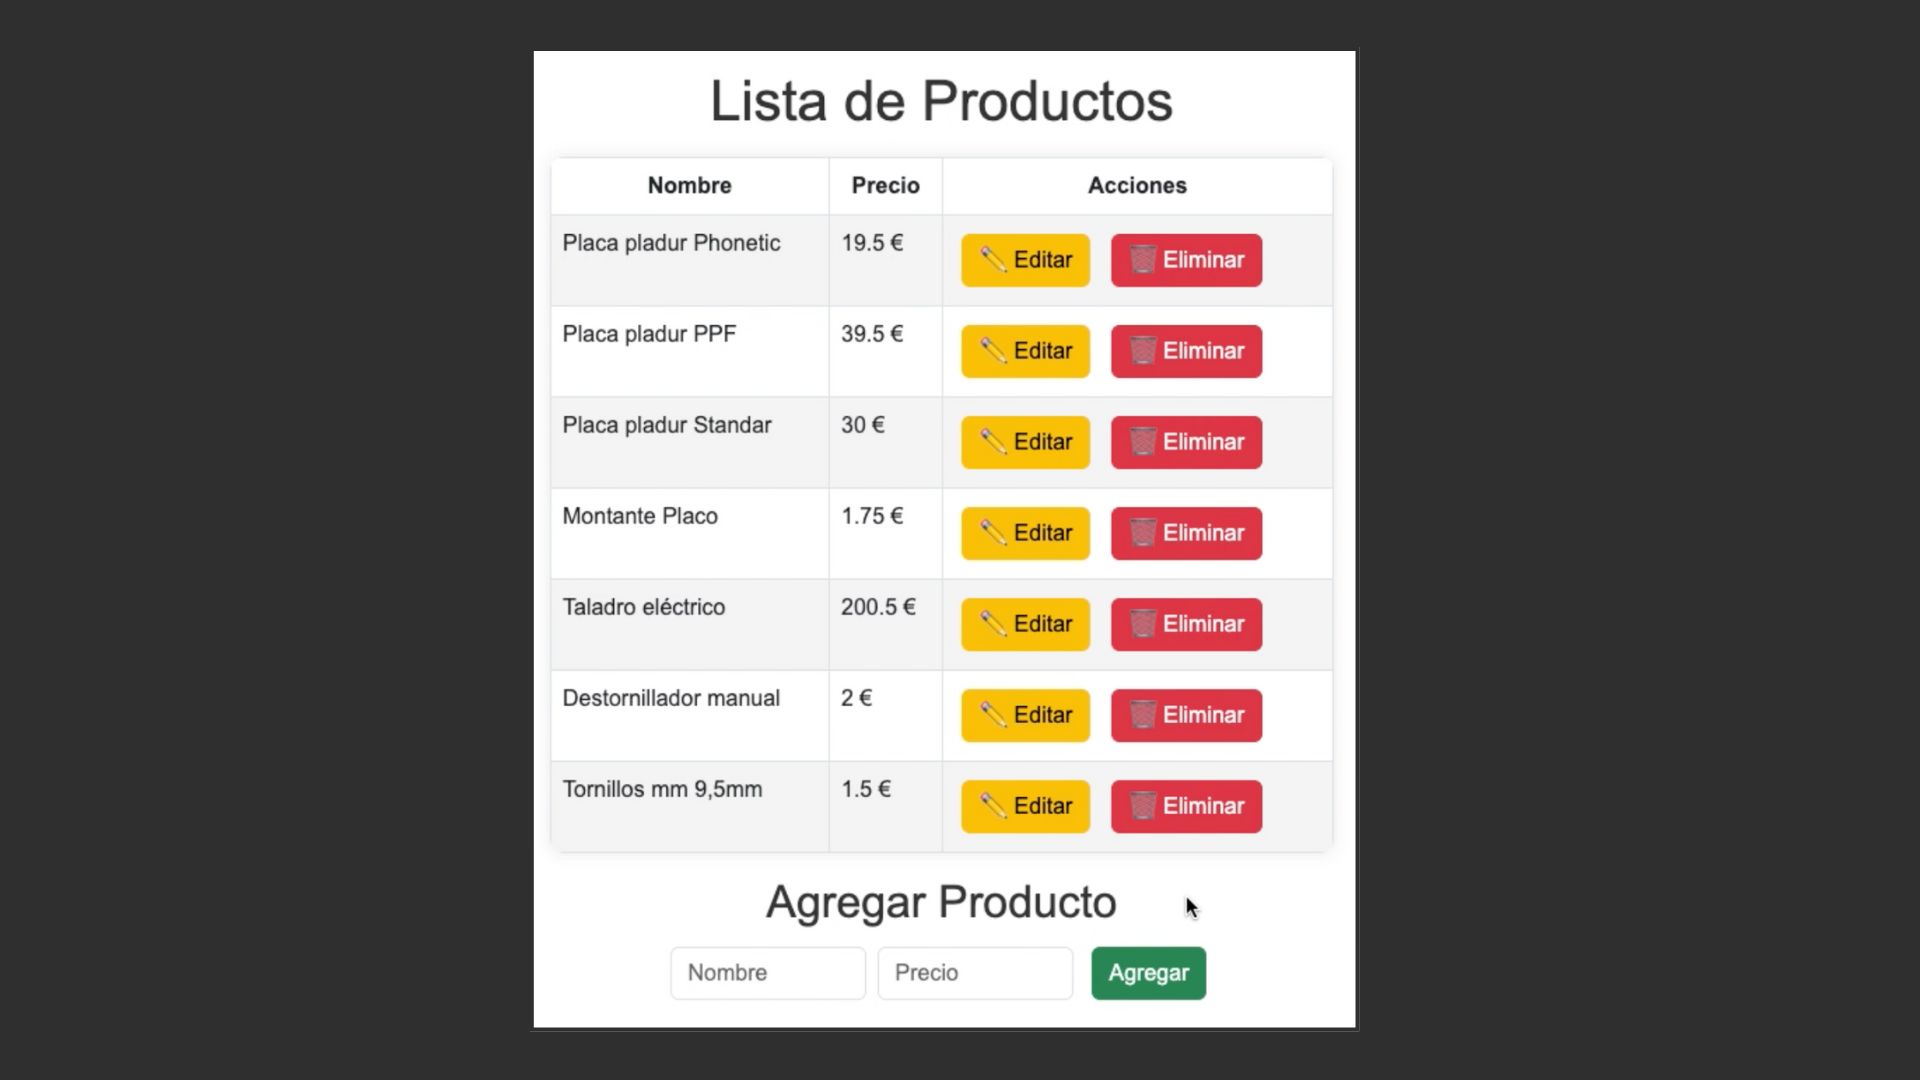 Lista de Productos
Nombre Precio Acciones
Placa pladur Phonetic 19.5 € Editar Eliminar
Placa pladur PPF 39.5 € Editar Eliminar
Placa pladur Standar 30 € Editar Eliminar
Montante Placo 1.75 € Editar Eliminar
Taladro eléctrico 200.5 € Editar Eliminar
Destornillador manual 2 € Editar Eliminar
Tornillos mm 9,5mm 1.5 € Editar Eliminar
Agregar Producto
Nombre Precio Agregar